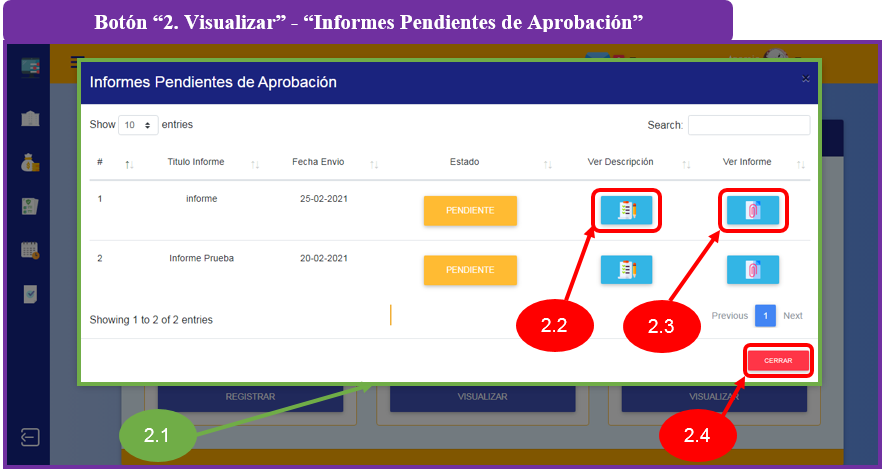 Botón “2. Visualizar” - “Informes Pendientes de Aprobación”
Informes Pendientes de Aprobación ×
Show 10 entries Search:
# Titulo Informe Fecha Envio Estado Ver Descripción Ver Informe
1 informe 25-02-2021 PENDIENTE
2 Informe Prueba 20-02-2021 PENDIENTE
Showing 1 to 2 of 2 entries Previous 1 Next
2.2 2.3
CERRAR
REGISTRAR VISUALIZAR VISUALIZAR
2.1 2.4